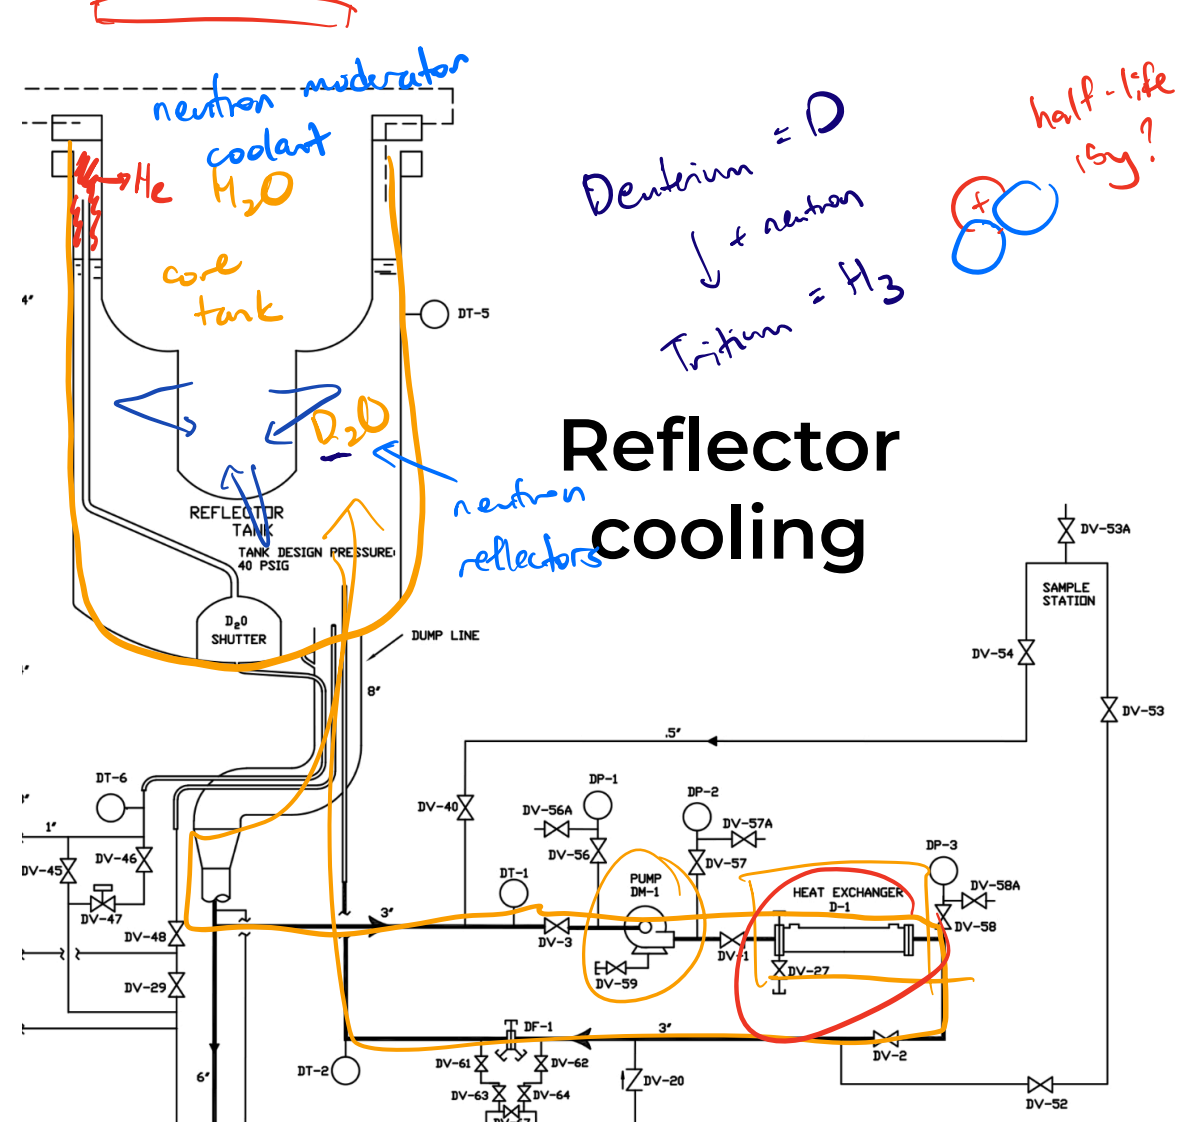 neutron moderator
coolant
He
H2O
core
tank
Deuterium = D
+ neutron
Tritium = H3
half-life
15y?
+
4"
DT-5
D2O
neutron
reflectors
Reflector
cooling
REFLECTOR
TANK
TANK DESIGN PRESSURE:
40 PSIG
D2O
SHUTTER
DUMP LINE
8"
DV-53A
SAMPLE
STATION
DV-54
DV-53
.5"
DT-6
1"
DV-45
DV-46
DV-47
DV-48
DV-29
6"
DV-40
DP-1
DV-56A
DV-56
DP-2
DV-57A
DV-57
DT-1
3"
DV-3
PUMP
DM-1
DV-59
DV-1
HEAT EXCHANGER
D-1
DV-27
DP-3
DV-58A
DV-58
DF-1
3"
DV-2
DT-2
DV-61
DV-62
DV-63
DV-64
DV-20
DV-52